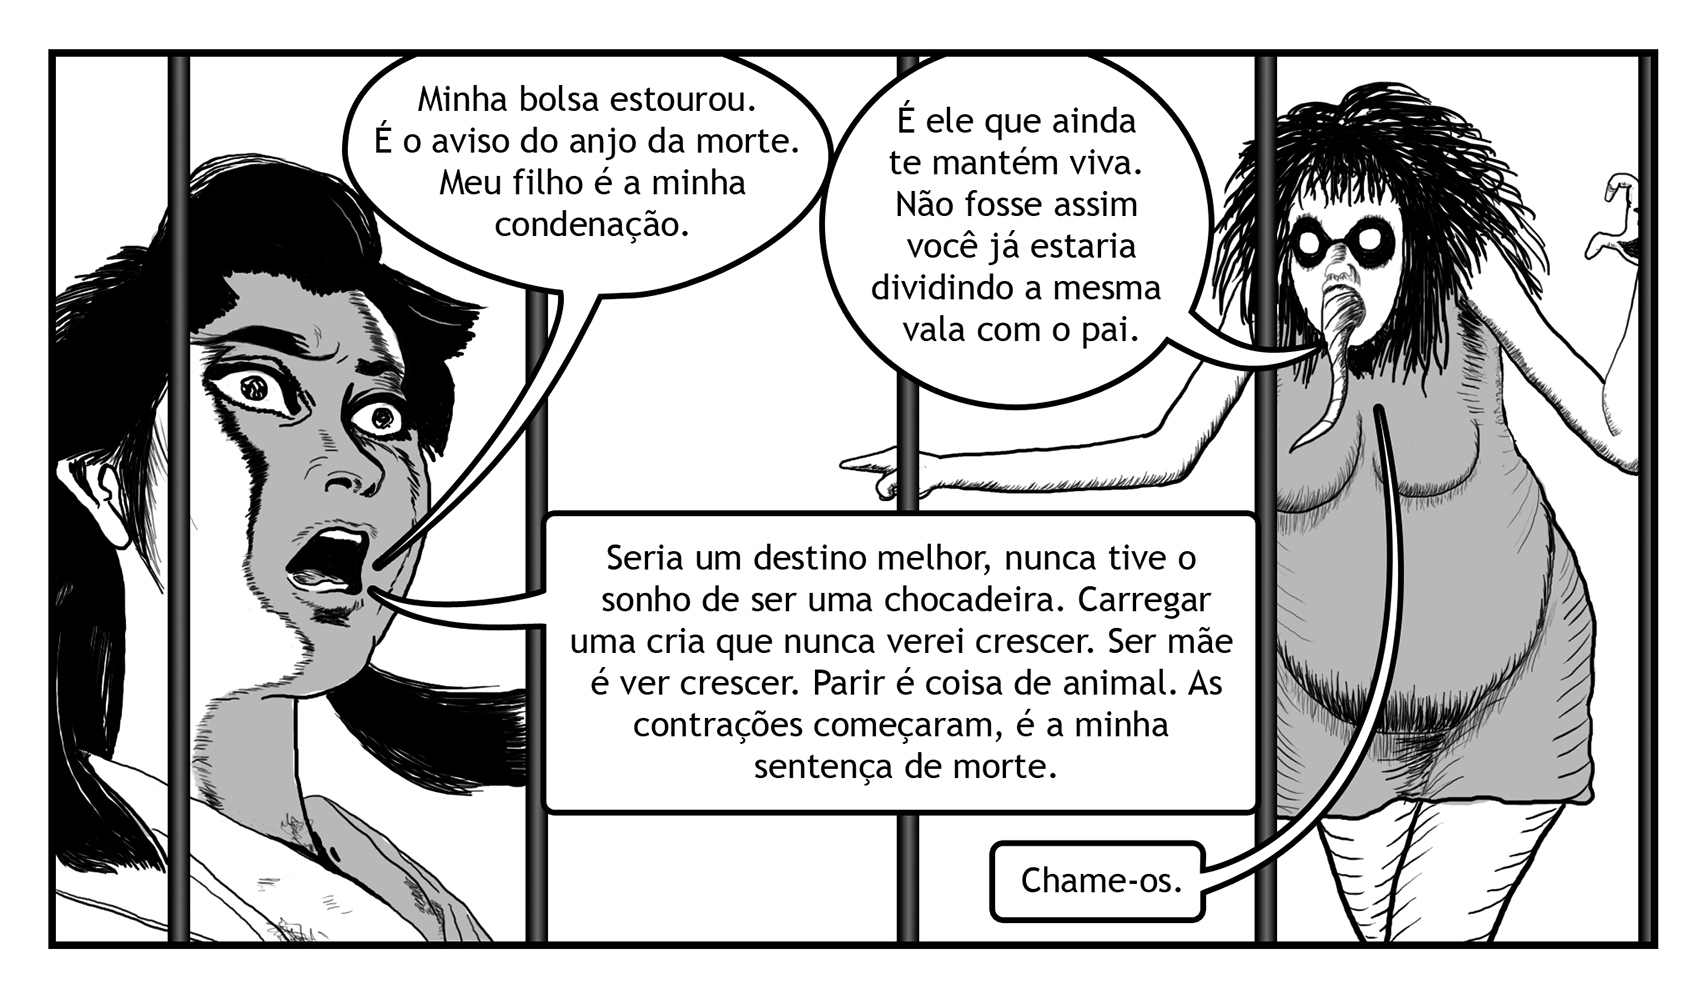 Minha bolsa estourou.
É o aviso do anjo da morte.
Meu filho é a minha
condenação.
É ele que ainda
te mantém viva.
Não fosse assim
você já estaria
dividindo a mesma
vala com o pai.
Seria um destino melhor, nunca tive o
sonho de ser uma chocadeira. Carregar
uma cria que nunca verei crescer. Ser mãe
é ver crescer. Parir é coisa de animal. As
contrações começaram, é a minha
sentença de morte.
Chame-os.